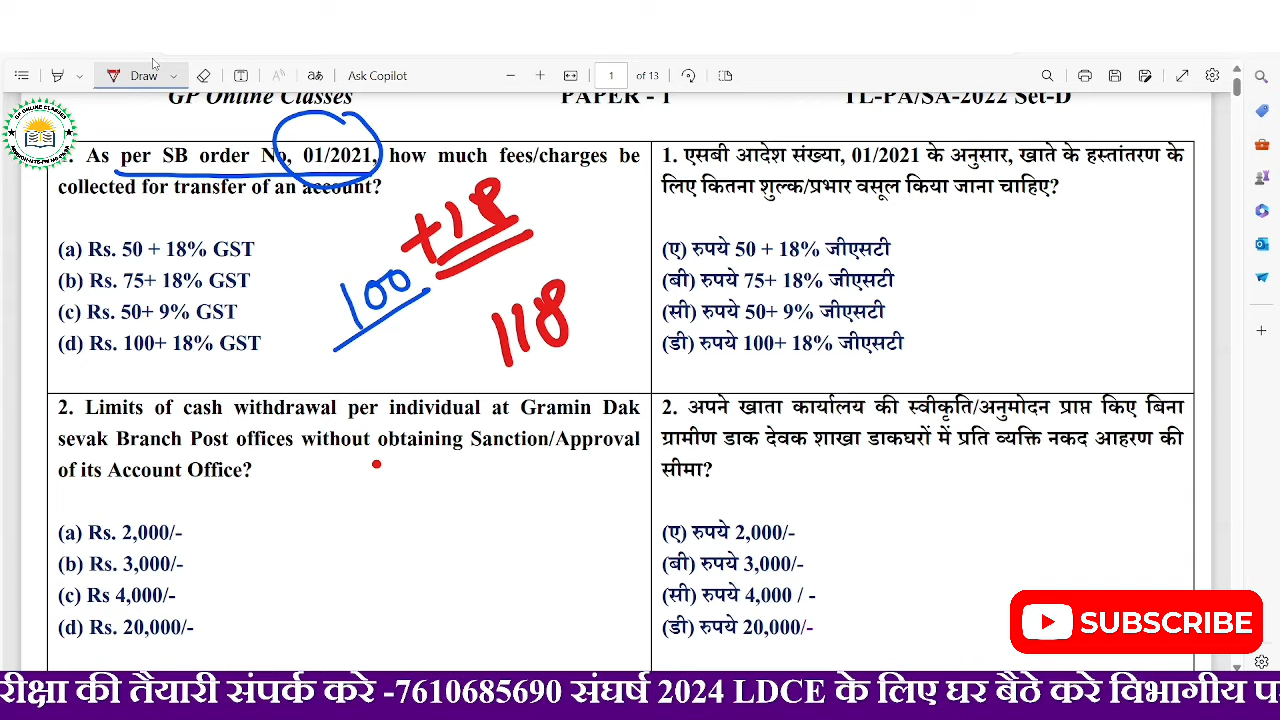 Draw
Ask Copilot
1 of 13
GP Online Classes PAPER - 1 TL-PA/SA-2022 Set-D
GP ONLINE CLASSES
. As per SB order No, 01/2021, how much fees/charges be
collected for transfer of an account?
(a) Rs. 50 + 18% GST
(b) Rs. 75+ 18% GST
(c) Rs. 50+ 9% GST
(d) Rs. 100+ 18% GST
100
+18
118
1. एसबी आदेश संख्या, 01/2021 के अनुसार, खाते के हस्तांतरण के
लिए कितना शुल्क/प्रभार वसूल किया जाना चाहिए?
(ए) रुपये 50 + 18% जीएसटी
(बी) रुपये 75+ 18% जीएसटी
(सी) रुपये 50+ 9% जीएसटी
(डी) रुपये 100+ 18% जीएसटी
2. Limits of cash withdrawal per individual at Gramin Dak
sevak Branch Post offices without obtaining Sanction/Approval
of its Account Office?
(a) Rs. 2,000/-
(b) Rs. 3,000/-
(c) Rs 4,000/-
(d) Rs. 20,000/-
2. अपने खाता कार्यालय की स्वीकृति/अनुमोदन प्राप्त किए बिना
ग्रामीण डाक देवक शाखा डाकघरों में प्रति व्यक्ति नकद आहरण की
सीमा?
(ए) रुपये 2,000/-
(बी) रुपये 3,000/-
(सी) रुपये 4,000 / -
(डी) रुपये 20,000/-
SUBSCRIBE
रीक्षा की तैयारी संपर्क करे -7610685690 संघर्ष 2024 LDCE के लिए घर बैठे करे विभागीय प